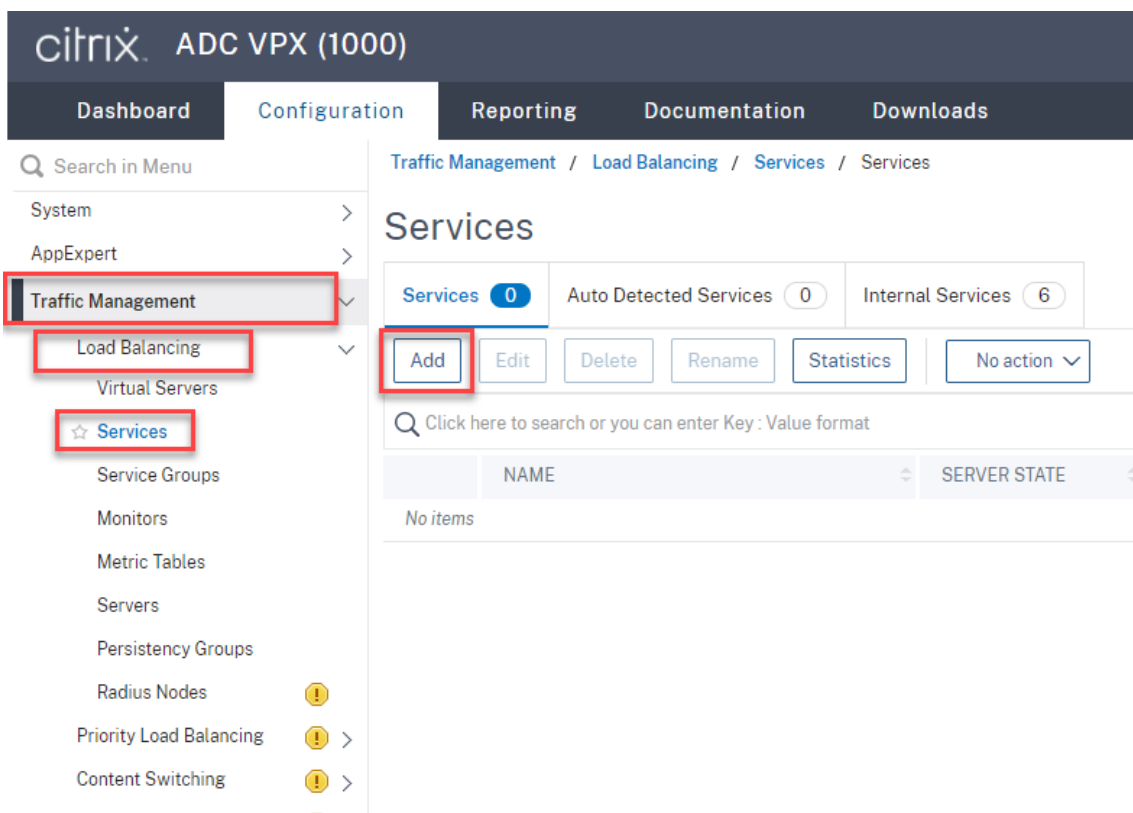 citrix. ADC VPX (1000)
Dashboard Configuration Reporting Documentation Downloads
Search in Menu
System
AppExpert
Traffic Management
Load Balancing
Virtual Servers
Services
Service Groups
Monitors
Metric Tables
Servers
Persistency Groups
Radius Nodes
Priority Load Balancing
Content Switching
Traffic Management / Load Balancing / Services / Services
Services
Services 0 Auto Detected Services 0 Internal Services 6
Add Edit Delete Rename Statistics No action
Click here to search or you can enter Key : Value format
NAME SERVER STATE
No items